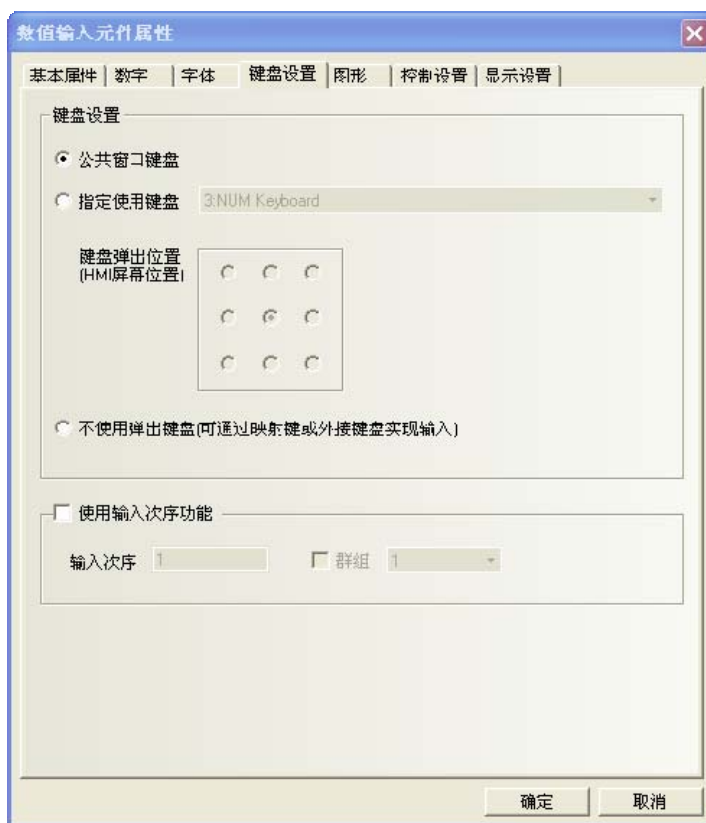 数值输入元件属性
基本属性 数字 字体 键盘设置 图形 控制设置 显示设置
键盘设置
公共窗口键盘
指定使用键盘 3:NUM Keyboard
键盘弹出位置
(HMI屏幕位置)
不使用弹出键盘(可通过映射键或外接键盘实现输入)
使用输入次序功能
输入次序 1 群组 1
确定 取消